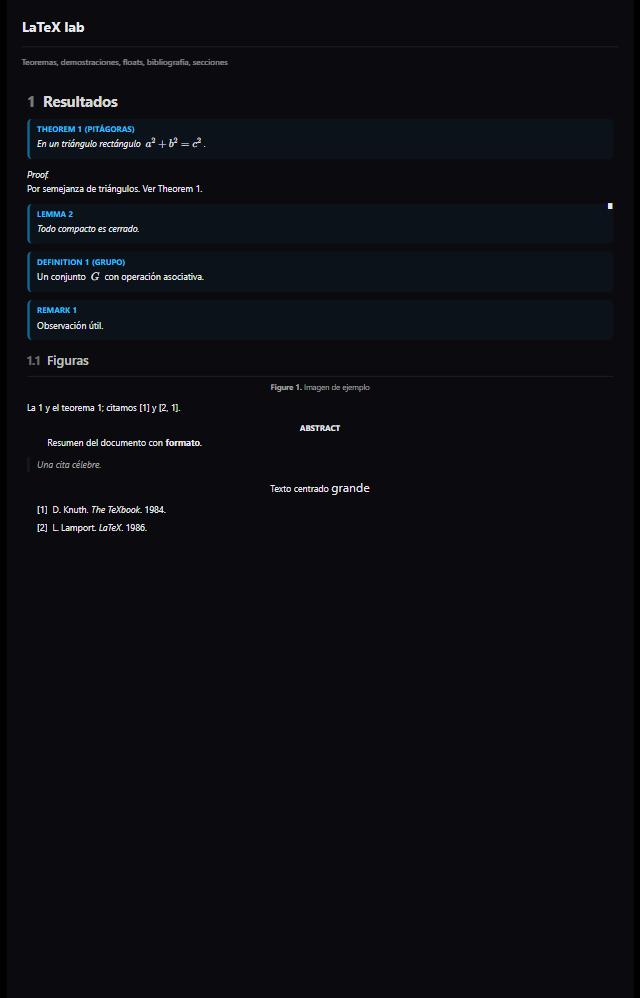 LaTeX lab
Teoremas, demostraciones, floats, bibliografía, secciones
1 Resultados
THEOREM 1 (PITÁGORAS)
En un triángulo rectángulo a² + b² = c² .
Proof.
Por semejanza de triángulos. Ver Theorem 1.
LEMMA 2
Todo compacto es cerrado.
DEFINITION 1 (GRUPO)
Un conjunto G con operación asociativa.
REMARK 1
Observación útil.
1.1 Figuras
Figure 1. Imagen de ejemplo
La 1 y el teorema 1; citamos [1] y [2, 1].
ABSTRACT
Resumen del documento con formato.
Una cita célebre.
Texto centrado grande
[1] D. Knuth. The TeXbook. 1984.
[2] L. Lamport. LaTeX. 1986.